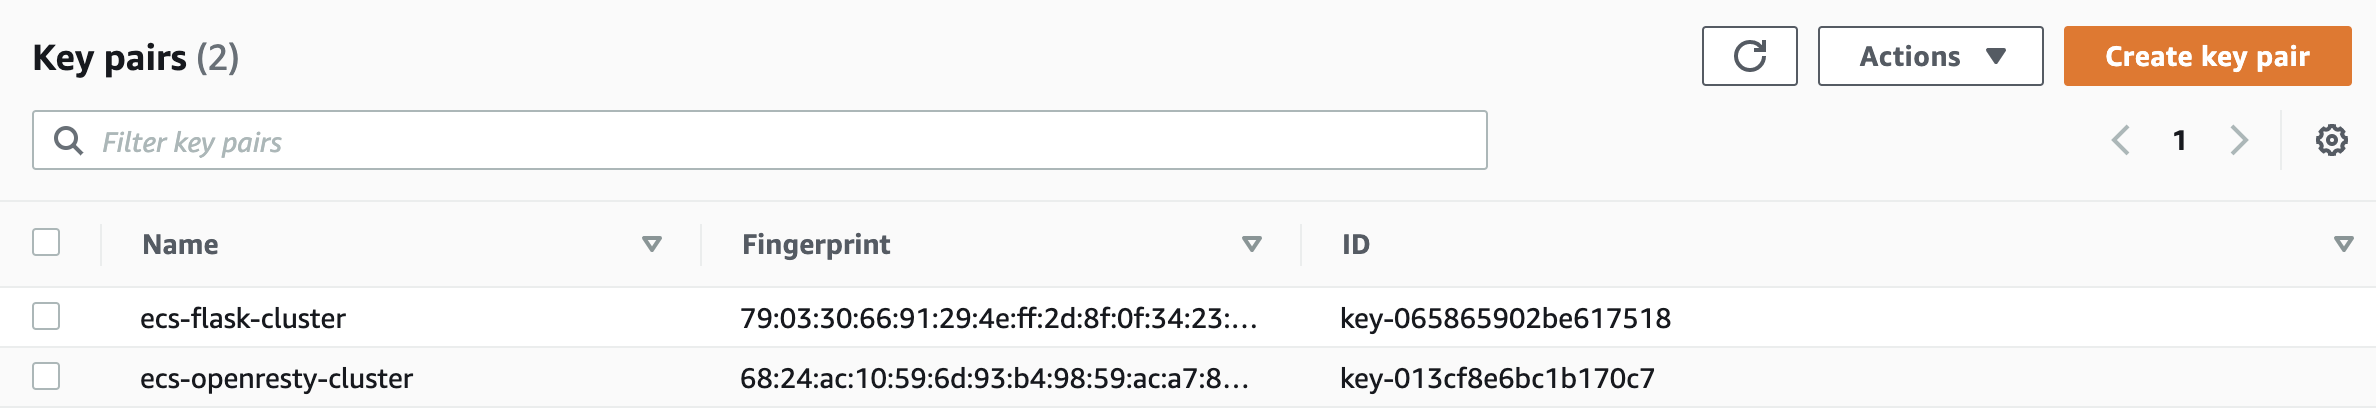 Key pairs (2)
Actions
Create key pair
Filter key pairs
1
Name Fingerprint ID
ecs-flask-cluster 79:03:30:66:91:29:4e:ff:2d:8f:0f:34:23:... key-065865902be617518
ecs-openresty-cluster 68:24:ac:10:59:6d:93:b4:98:59:ac:a7:8... key-013cf8e6bc1b170c7